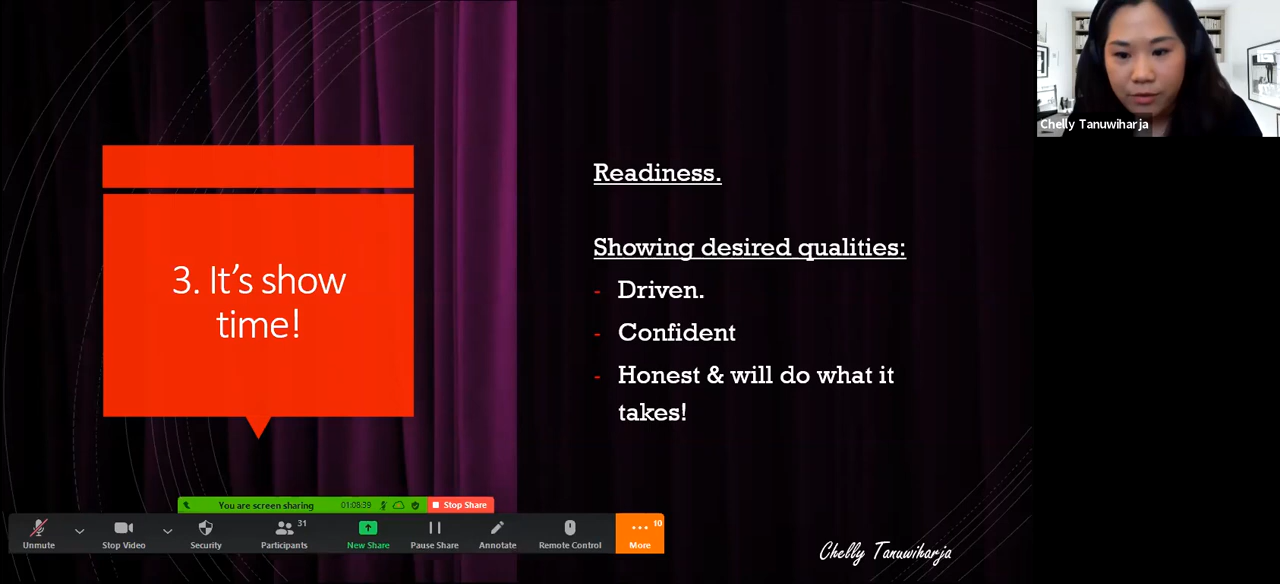 Chelly Tanuwiharja
Readiness.
Showing desired qualities:
- Driven.
- Confident
- Honest & will do what it
takes!
3. It's show
time!
You are screen sharing
01:08:39
Stop Share
31
10
Unmute
Stop Video
Security
Participants
New Share
Pause Share
Annotate
Remote Control
More
Chelly Tanuwiharja